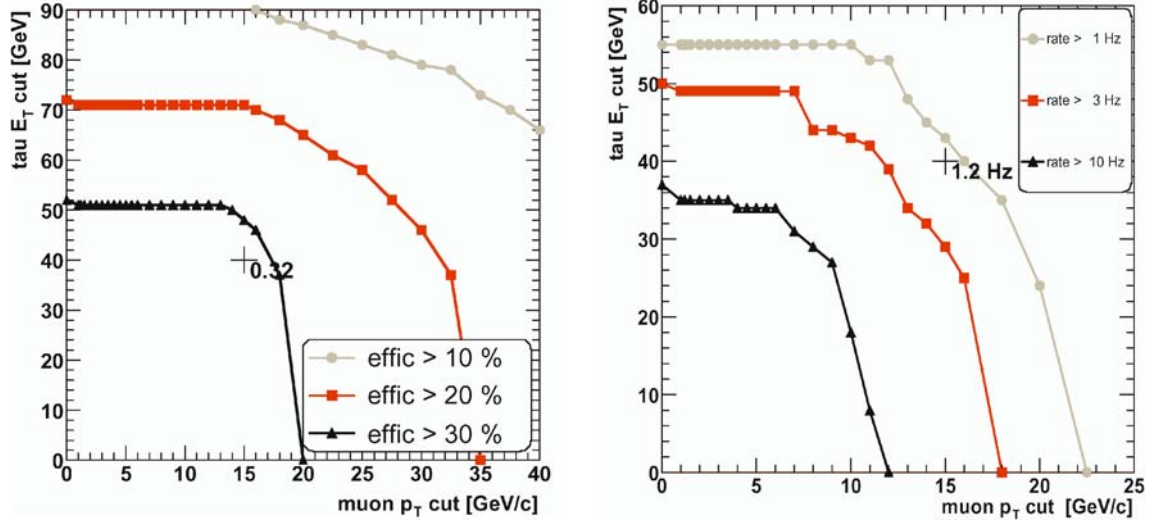 tau E_T cut [GeV]
90
80
70
60
50
40
30
20
10
0
0.32
effic > 10 %
effic > 20 %
effic > 30 %
0 5 10 15 20 25 30 35 40
muon p_T cut [GeV/c]
tau E_T cut [GeV]
60
50
40
30
20
10
0
rate > 1 Hz
rate > 3 Hz
rate > 10 Hz
1.2 Hz
0 5 10 15 20 25
muon p_T cut [GeV/c]